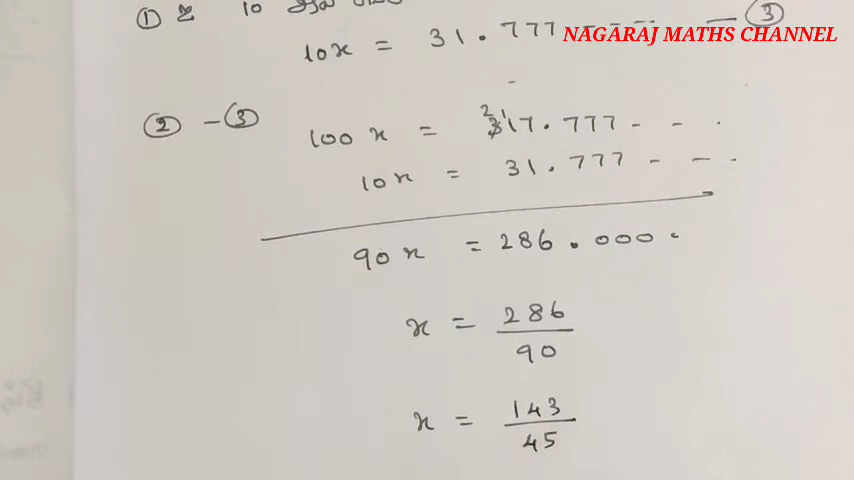 ① ஐ 10
10x = 31.777 - - - - — ③
NAGARAJ MATHS CHANNEL
② – ③
100x = 317.777 - - .
10x = 31.777 - - .
90x = 286.000.
x = 286/90
x = 143/45